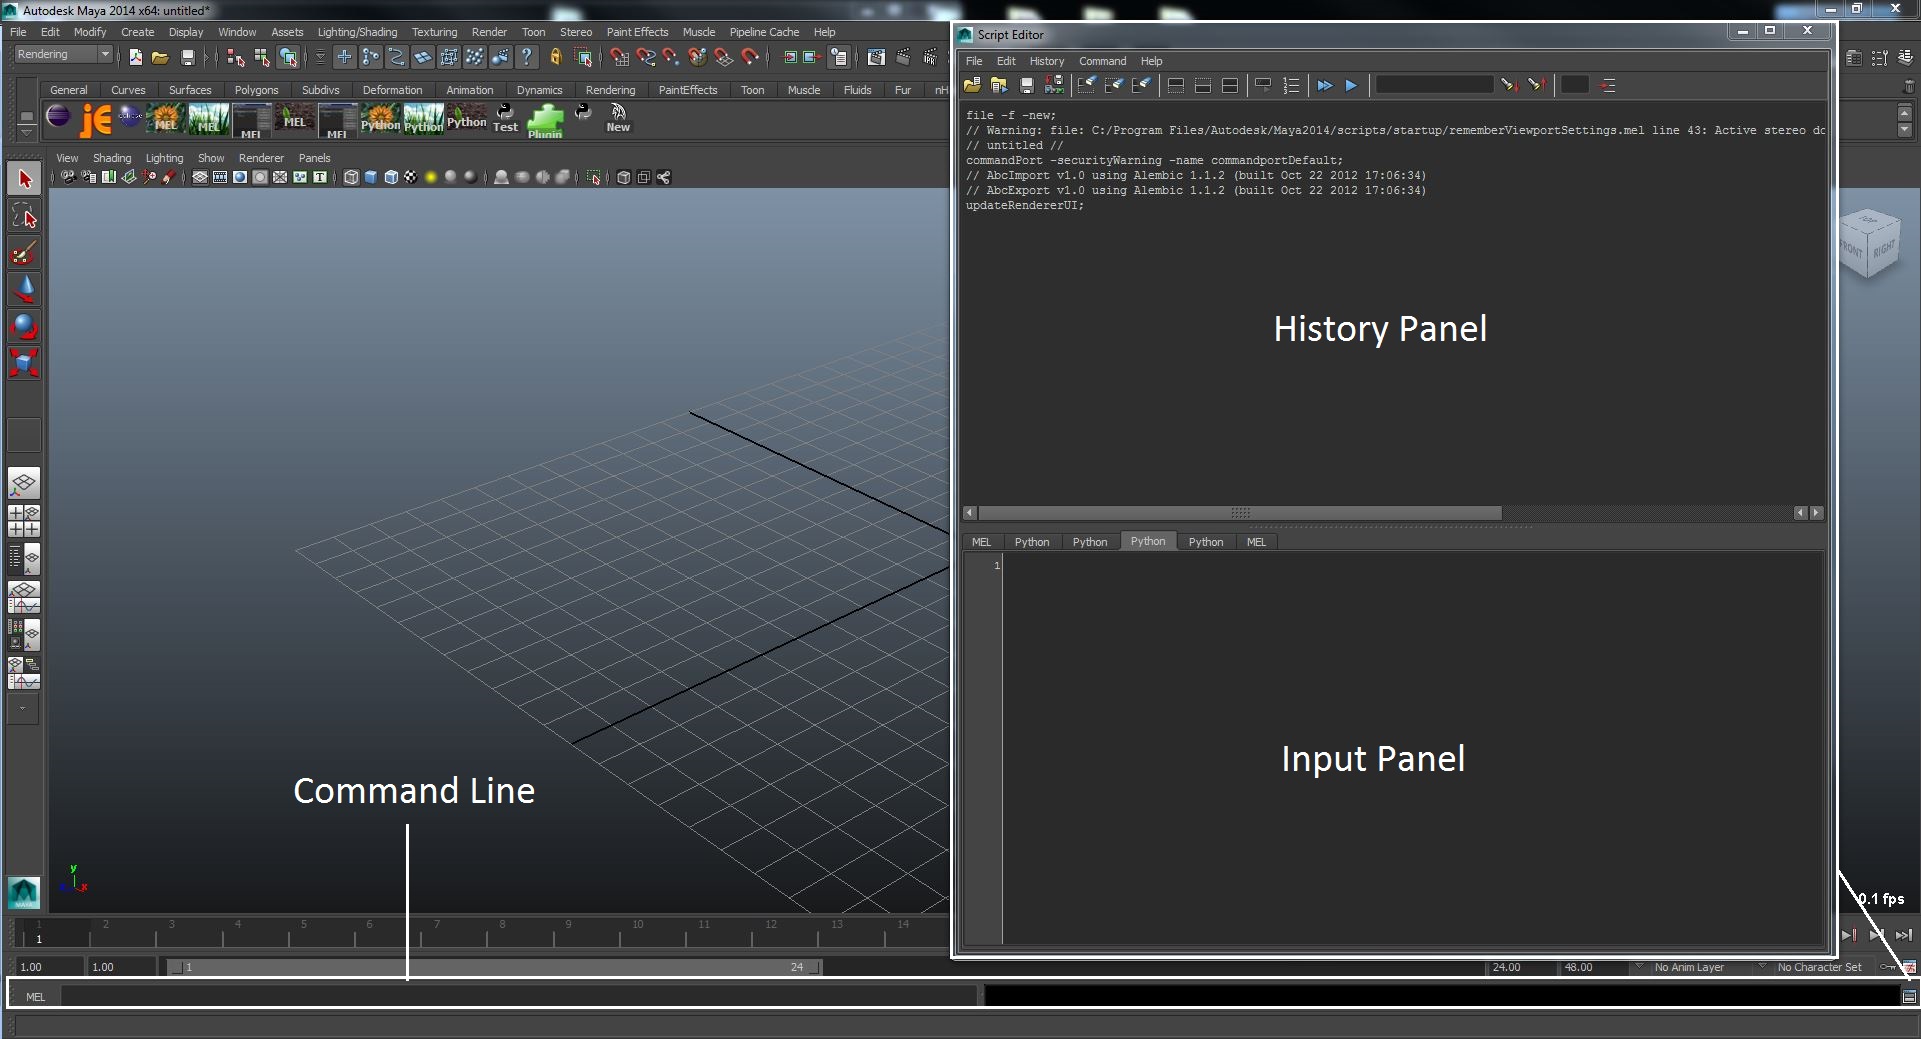 Autodesk Maya 2014 x64: untitled*
File Edit Modify Create Display Window Assets Lighting/Shading Texturing Render Toon Stereo Paint Effects Muscle Pipeline Cache Help
Rendering
General Curves Surfaces Polygons Subdivs Deformation Animation Dynamics Rendering PaintEffects Toon Muscle Fluids Fur nH
MEL MEL MEL MEL MEL Python Python Python Test Plugin New
View Shading Lighting Show Renderer Panels
Script Editor
File Edit History Command Help
file -f -new;
// Warning: file: C:/Program Files/Autodesk/Maya2014/scripts/startup/rememberViewportSettings.mel line 43: Active stereo do
// untitled //
commandPort -securityWarning -name commandportDefault;
// AbcImport v1.0 using Alembic 1.1.2 (built Oct 22 2012 17:06:34)
// AbcExport v1.0 using Alembic 1.1.2 (built Oct 22 2012 17:06:34)
updateRendererUI;
TOP
FRONT RIGHT
History Panel
MEL Python Python Python Python MEL
1
Input Panel
Command Line
y
x
MAYA
0.1 fps
1 2 3 4 5 6 7 8 9 10 11 12 13 14
1
1.00 1.00 1 24 24.00 48.00 No Anim Layer No Character Set
MEL